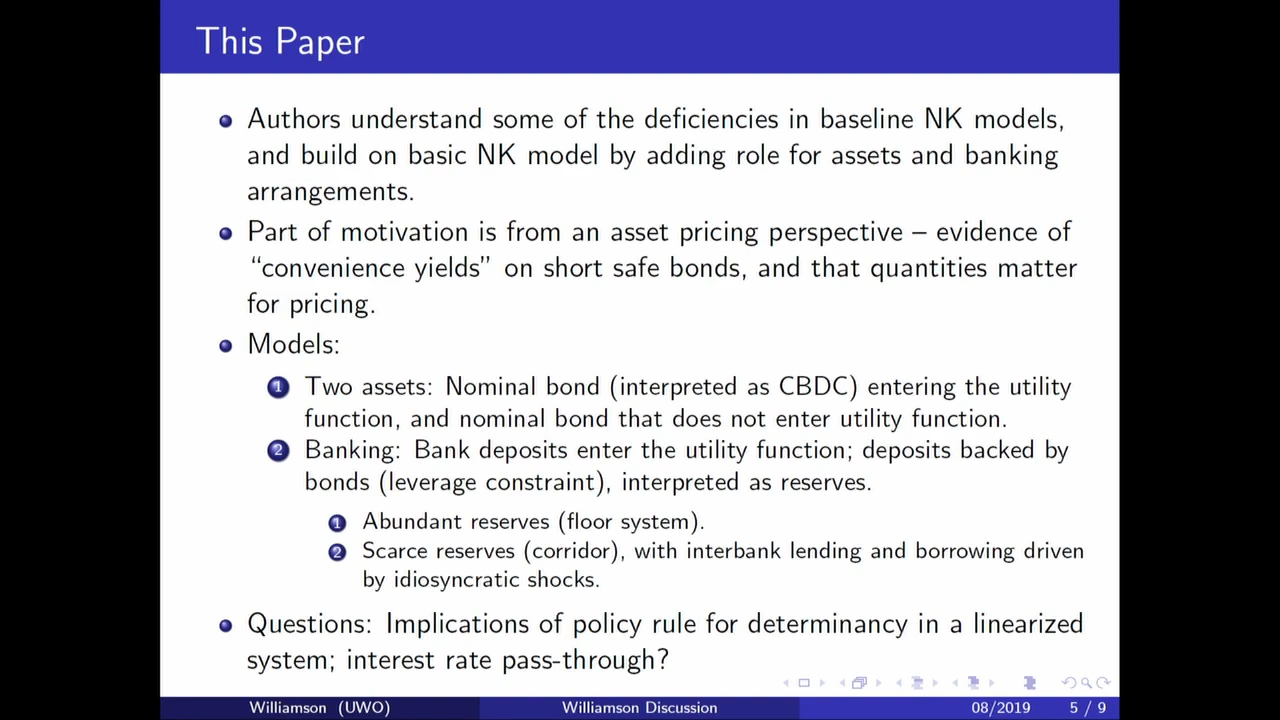 This Paper
Authors understand some of the deficiencies in baseline NK models,
and build on basic NK model by adding role for assets and banking
arrangements.
Part of motivation is from an asset pricing perspective – evidence of
“convenience yields” on short safe bonds, and that quantities matter
for pricing.
Models:
1 Two assets: Nominal bond (interpreted as CBDC) entering the utility
function, and nominal bond that does not enter utility function.
2 Banking: Bank deposits enter the utility function; deposits backed by
bonds (leverage constraint), interpreted as reserves.
1 Abundant reserves (floor system).
2 Scarce reserves (corridor), with interbank lending and borrowing driven
by idiosyncratic shocks.
Questions: Implications of policy rule for determinancy in a linearized
system; interest rate pass-through?
Williamson (UWO) Williamson Discussion 08/2019 5 / 9